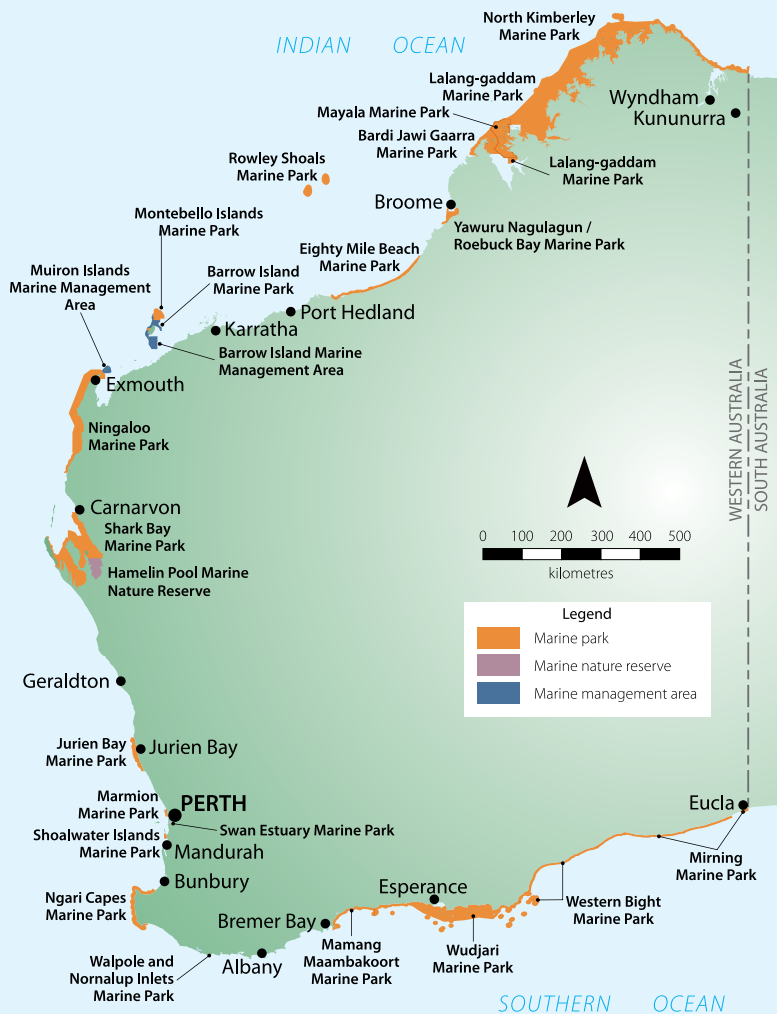 North Kimberley
Marine Park
INDIAN OCEAN
Lalang-gaddam
Marine Park
Wyndham
Kununurra
Mayala Marine Park
Bardi Jawi Gaarra
Marine Park
Lalang-gaddam
Marine Park
Rowley Shoals
Marine Park
Broome
Montebello Islands
Marine Park
Yawuru Nagulagun /
Roebuck Bay Marine Park
Eighty Mile Beach
Marine Park
Muiron Islands
Marine Management
Area
Barrow Island
Marine Park
Port Hedland
Karratha
Barrow Island Marine
Management Area
Exmouth
WESTERN AUSTRALIA
SOUTH AUSTRALIA
Ningaloo
Marine Park
Carnarvon
Shark Bay
Marine Park
Hamelin Pool Marine
Nature Reserve
0 100 200 300 400 500
kilometres
Legend
Marine park
Marine nature reserve
Marine management area
Geraldton
Jurien Bay
Marine Park
Jurien Bay
Marmion
Marine Park
PERTH
Swan Estuary Marine Park
Shoalwater Islands
Marine Park
Mandurah
Eucla
Mirning
Marine Park
Bunbury
Ngari Capes
Marine Park
Esperance
Western Bight
Marine Park
Bremer Bay
Mamang
Maambakoort
Marine Park
Wudjari
Marine Park
Walpole and
Nornalup Inlets
Marine Park
Albany
SOUTHERN OCEAN